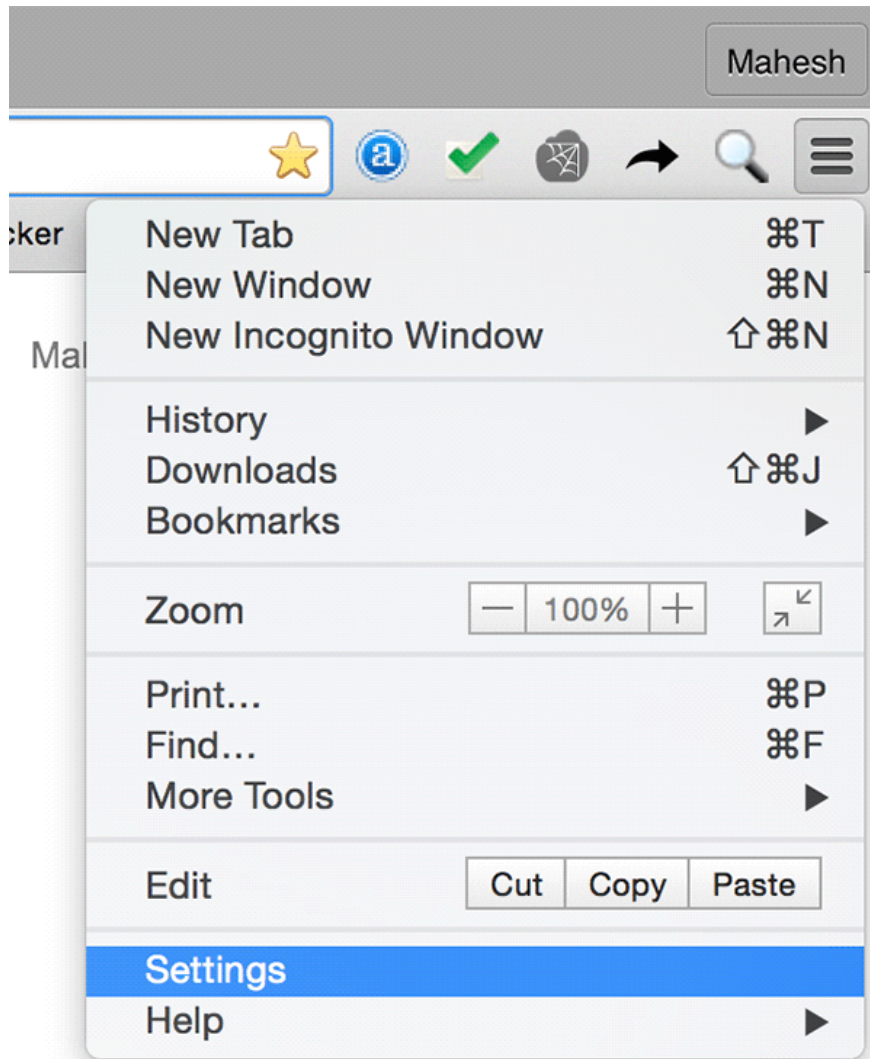 Mahesh
a
cker
New Tab ⌘T
New Window ⌘N
New Incognito Window ⇧⌘N
Mal
History ▶
Downloads ⇧⌘J
Bookmarks ▶
Zoom — 100% +
Print... ⌘P
Find... ⌘F
More Tools ▶
Edit Cut Copy Paste
Settings
Help ▶